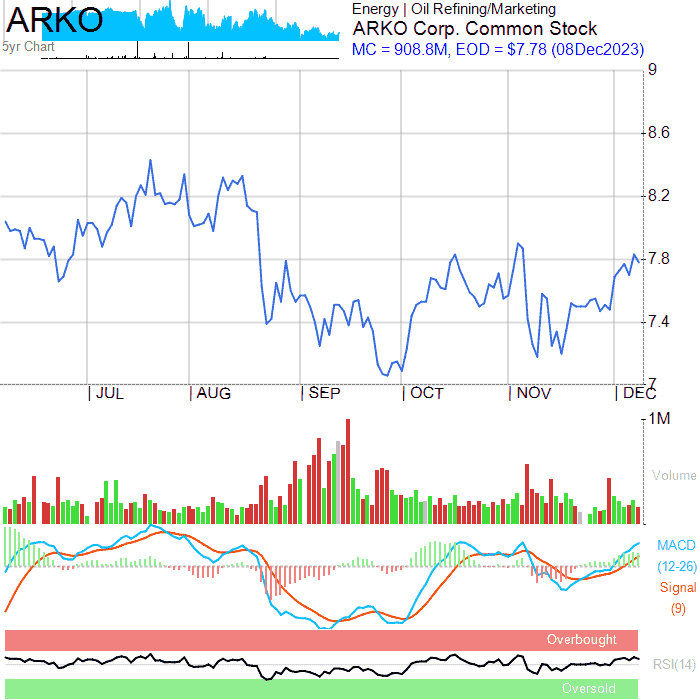 ARKO
5yr Chart
Energy | Oil Refining/Marketing
ARKO Corp. Common Stock
MC = 908.8M, EOD = $7.78 (08Dec2023)
9
8.6
8.2
7.8
7.4
7
JUL AUG SEP OCT NOV DEC
1M
Volume
MACD
(12-26)
Signal
(9)
Overbought
RSI(14)
Oversold